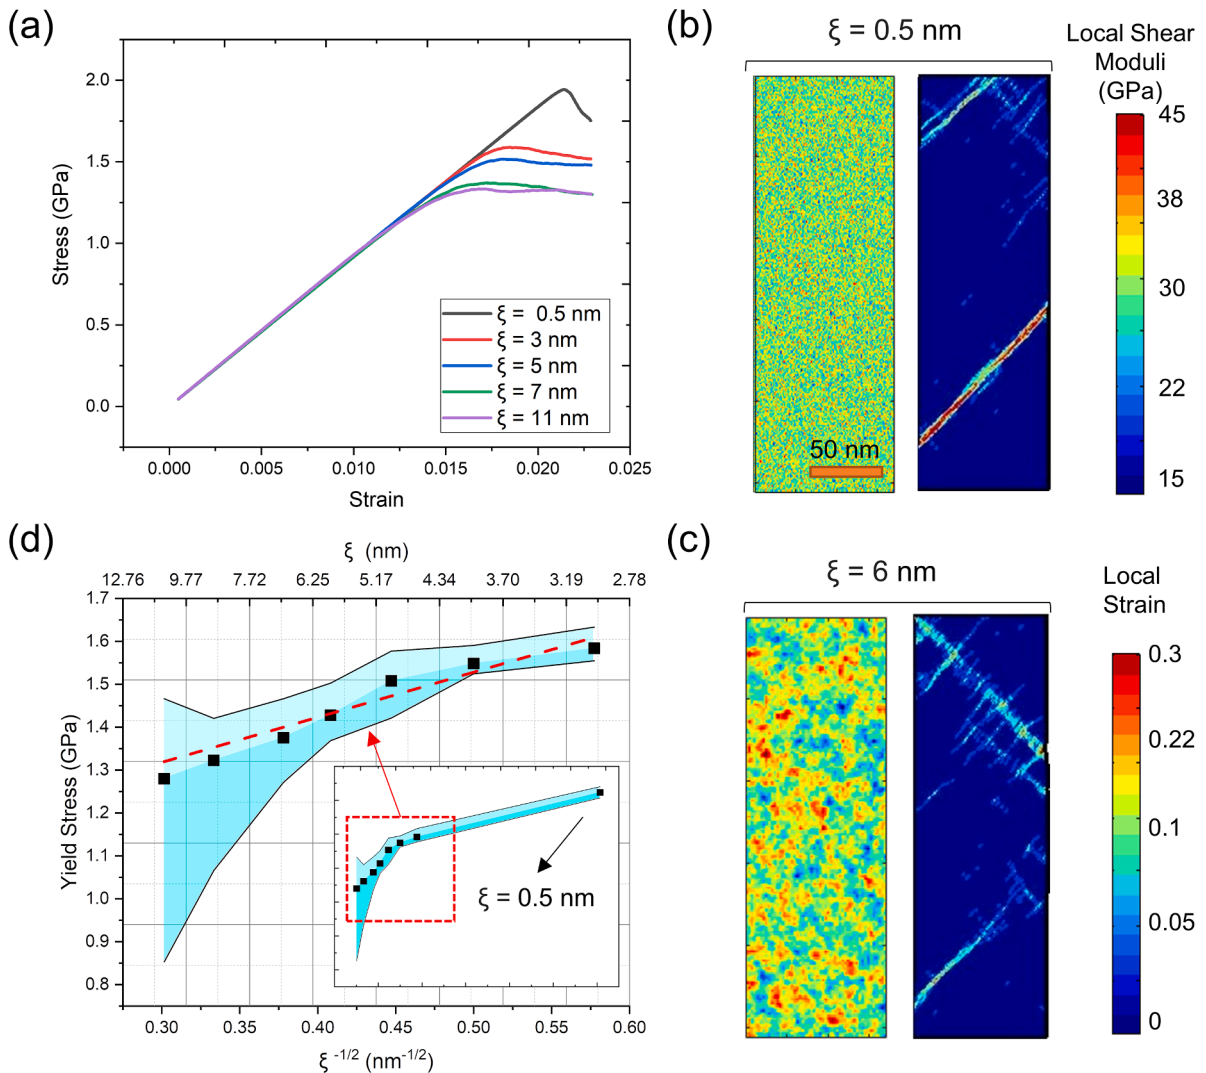 (a)
Stress (GPa)
2.0
1.5
1.0
0.5
0.0
ξ = 0.5 nm
ξ = 3 nm
ξ = 5 nm
ξ = 7 nm
ξ = 11 nm
0.000 0.005 0.010 0.015 0.020 0.025
Strain
(b)
ξ = 0.5 nm
50 nm
Local Shear
Moduli
(GPa)
45
38
30
22
15
(d)
ξ (nm)
12.76 9.77 7.72 6.25 5.17 4.34 3.70 3.19 2.78
Yield Stress (GPa)
1.7
1.6
1.5
1.4
1.3
1.2
1.1
1.0
0.9
0.8
ξ = 0.5 nm
0.30 0.35 0.40 0.45 0.50 0.55 0.60
ξ -1/2 (nm-1/2)
(c)
ξ = 6 nm
Local
Strain
0.3
0.22
0.1
0.05
0